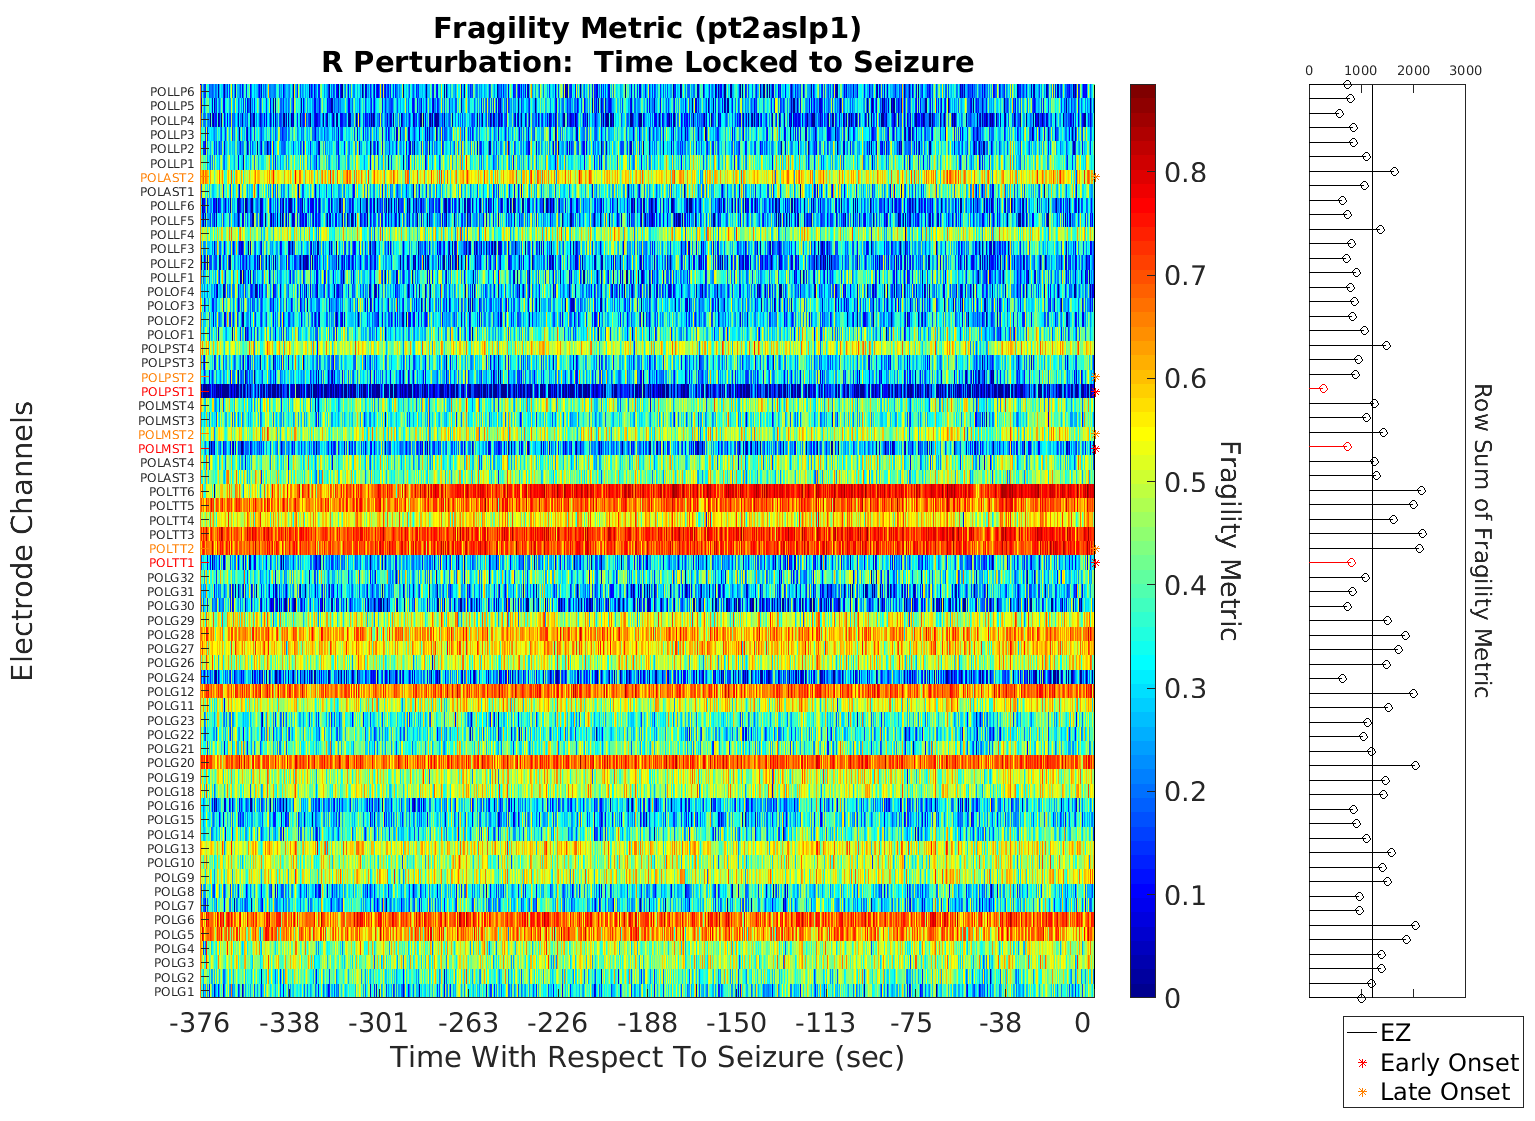 Fragility Metric (pt2aslp1)
R Perturbation:  Time Locked to Seizure
Electrode Channels
POLLP6
POLLP5
POLLP4
POLLP3
POLLP2
POLLP1
POLAST2
POLAST1
POLLF6
POLLF5
POLLF4
POLLF3
POLLF2
POLLF1
POLOF4
POLOF3
POLOF2
POLOF1
POLPST4
POLPST3
POLPST2
POLPST1
POLMST4
POLMST3
POLMST2
POLMST1
POLAST4
POLAST3
POLTT6
POLTT5
POLTT4
POLTT3
POLTT2
POLTT1
POLG32
POLG31
POLG30
POLG29
POLG28
POLG27
POLG26
POLG24
POLG12
POLG11
POLG23
POLG22
POLG21
POLG20
POLG19
POLG18
POLG16
POLG15
POLG14
POLG13
POLG10
POLG9
POLG8
POLG7
POLG6
POLG5
POLG4
POLG3
POLG2
POLG1
-376 -338 -301 -263 -226 -188 -150 -113 -75 -38 0
Time With Respect To Seizure (sec)
0.8
0.7
0.6
0.5
0.4
0.3
0.2
0.1
0
Fragility Metric
0 1000 2000 3000
Row Sum of Fragility Metric
EZ
Early Onset
Late Onset